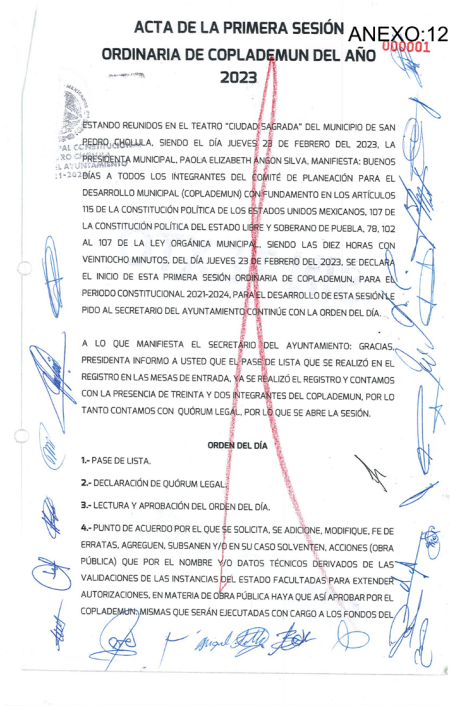 ANEXO:12
000001
ACTA DE LA PRIMERA SESIÓN
ORDINARIA DE COPLADEMUN DEL AÑO
2023
ESTANDO REUNIDOS EN EL TEATRO "CIUDAD SAGRADA" DEL MUNICIPIO DE SAN
PEDRO CHOLULA, SIENDO EL DÍA JUEVES 23 DE FEBRERO DEL 2023, LA
PRESIDENTA MUNICIPAL, PAOLA ELIZABETH ANGON SILVA, MANIFIESTA: BUENOS
DÍAS A TODOS LOS INTEGRANTES DEL COMITÉ DE PLANEACIÓN PARA EL
DESARROLLO MUNICIPAL (COPLADEMUN) CON FUNDAMENTO EN LOS ARTÍCULOS
115 DE LA CONSTITUCIÓN POLÍTICA DE LOS ESTADOS UNIDOS MEXICANOS, 107 DE
LA CONSTITUCIÓN POLÍTICA DEL ESTADO LIBRE Y SOBERANO DE PUEBLA, 78, 102
AL 107 DE LA LEY ORGÁNICA MUNICIPAL, SIENDO LAS DIEZ HORAS CON
VEINTIOCHO MINUTOS, DEL DÍA JUEVES 23 DE FEBRERO DEL 2023, SE DECLARA
EL INICIO DE ESTA PRIMERA SESIÓN ORDINARIA DE COPLADEMUN, PARA EL
PERIODO CONSTITUCIONAL 2021-2024, PARA EL DESARROLLO DE ESTA SESIÓN LE
PIDO AL SECRETARIO DEL AYUNTAMIENTO CONTINÚE CON LA ORDEN DEL DÍA.
A LO QUE MANIFIESTA EL SECRETARIO DEL AYUNTAMIENTO: GRACIAS,
PRESIDENTA INFORMO A USTED QUE EL PASE DE LISTA QUE SE REALIZÓ EN EL
REGISTRO EN LAS MESAS DE ENTRADA, YA SE REALIZÓ EL REGISTRO Y CONTAMOS
CON LA PRESENCIA DE TREINTA Y DOS INTEGRANTES DEL COPLADEMUN, POR LO
TANTO CONTAMOS CON QUÓRUM LEGAL, POR LO QUE SE ABRE LA SESIÓN.
ORDEN DEL DÍA
1.- PASE DE LISTA.
2.- DECLARACIÓN DE QUÓRUM LEGAL.
3.- LECTURA Y APROBACIÓN DEL ORDEN DEL DÍA.
4.- PUNTO DE ACUERDO POR EL QUE SE SOLICITA, SE ADICIONE, MODIFIQUE, FE DE
ERRATAS, AGREGUEN, SUBSANEN Y/O EN SU CASO SOLVENTEN, ACCIONES (OBRA
PÚBLICA) QUE POR EL NOMBRE Y/O DATOS TÉCNICOS DERIVADOS DE LAS
VALIDACIONES DE LAS INSTANCIAS DEL ESTADO FACULTADAS PARA EXTENDER
AUTORIZACIONES, EN MATERIA DE OBRA PÚBLICA HAYA QUE ASÍ APROBAR POR EL
COPLADEMUN; MISMAS QUE SERÁN EJECUTADAS CON CARGO A LOS FONDOS DEL